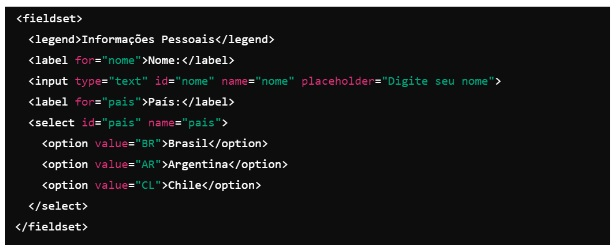 <fieldset>
<legend>Informações Pessoais</legend>
<label for="nome">Nome:</label>
<input type="text" id="nome" name="nome" placeholder="Digite seu nome">
<label for="pais">País:</label>
<select id="pais" name="pais">
<option value="BR">Brasil</option>
<option value="AR">Argentina</option>
<option value="CL">Chile</option>
</select>
</fieldset>